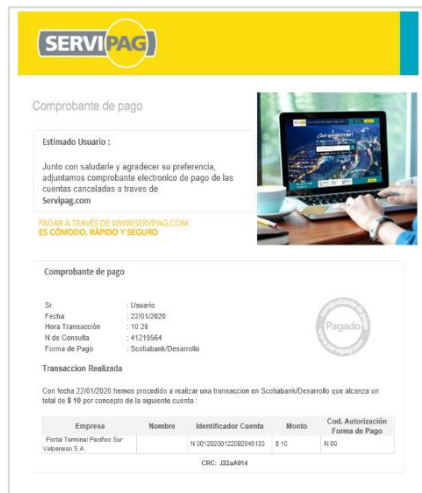 SERVIPAG
Comprobante de pago
Estimado Usuario :
Junto con saludarle y agradecer su preferencia,
adjuntamos comprobante electronico de pago de las
cuentas canceladas a traves de
Servipag.com
PAGAR A TRAVÉS DE WWW.SERVIPAG.COM
ES CÓMODO, RÁPIDO Y SEGURO
Comprobante de pago
Sr. : Usuario
Fecha : 22/01/2020
Hora Transacción : 10:26
N de Consulta : 41219564
Forma de Pago : Scotiabank/Desarrollo
Pagado
Transaccion Realizada
Con fecha 22/01/2020 hemos procedido a realizar una transaccion en Scotiabank/Desarrollo que alcanza un
total de $ 10 por concepto de la siguiente cuenta :
Empresa Nombre Identificador Cuenta Monto Cod. Autorización
Forma de Pago
Portal Terminal Pacifico Sur
Valparaiso S.A. N 00120200122082645133 $ 10 N 00
CRC: J22aA014